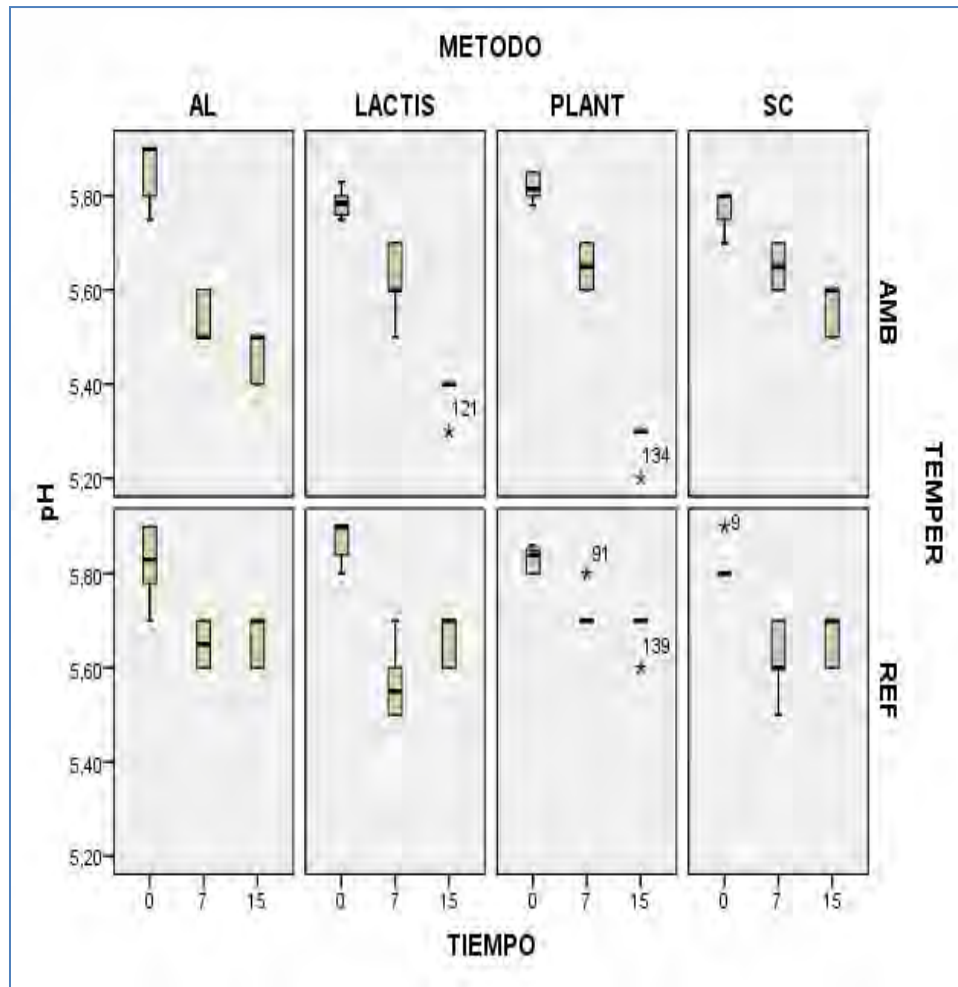 METODO
AL LACTIS PLANT SC
5,80
5,60
5,40
5,20
121
134
AMB
pH
TEMPER
5,80
5,60
5,40
5,20
91
139
9
REF
0 7 15 0 7 15 0 7 15 0 7 15
TIEMPO